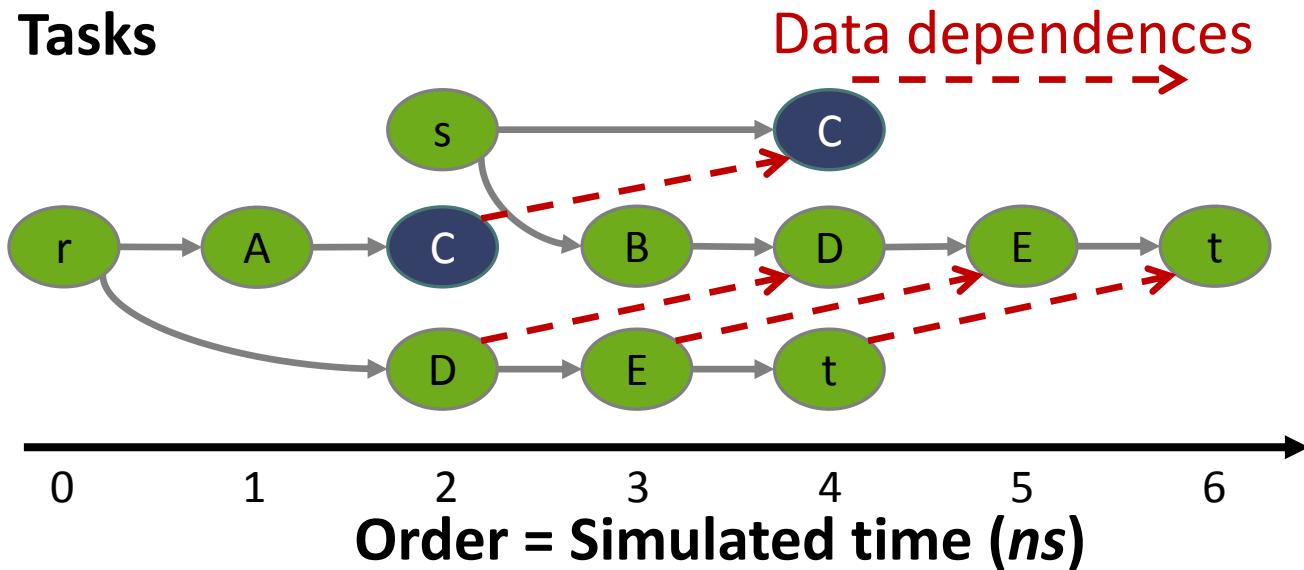 Tasks
Data dependences
s C
r A C B D E t
D E t
0 1 2 3 4 5 6
Order = Simulated time (ns)